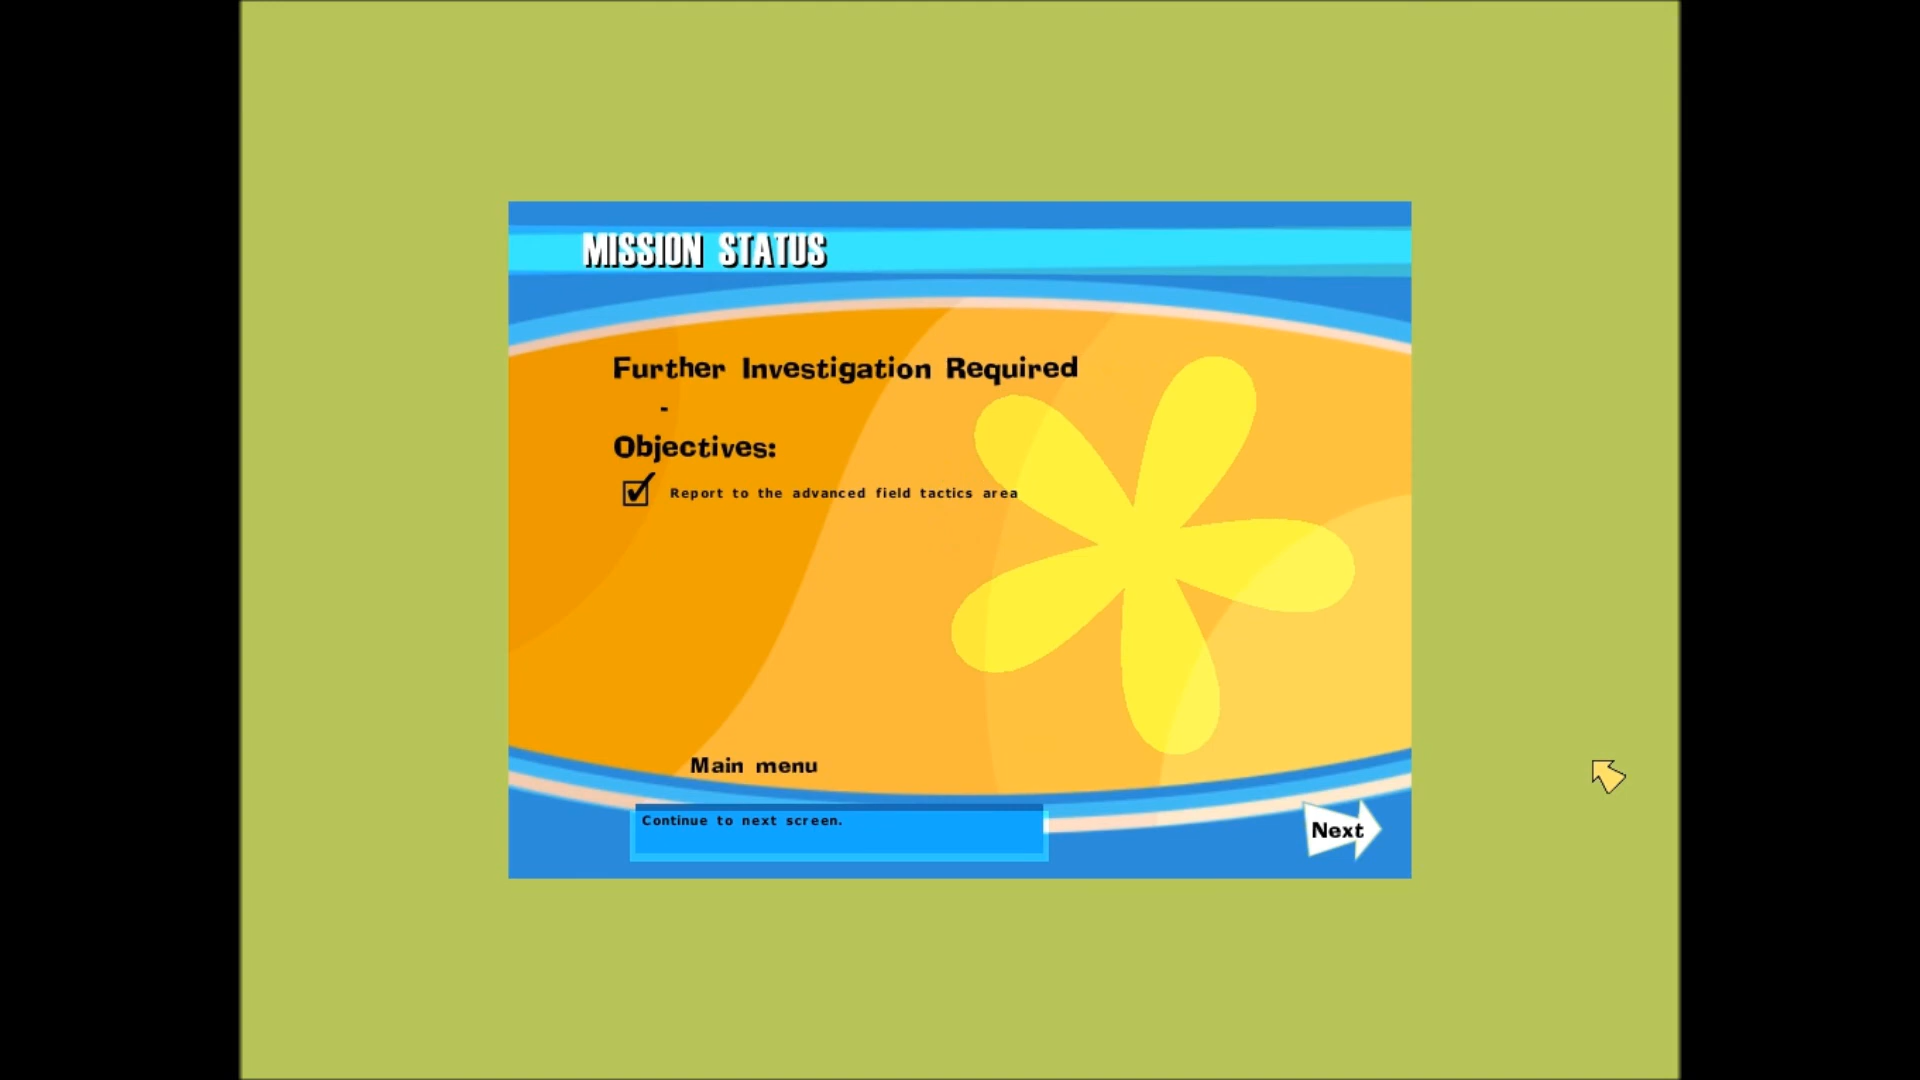 MISSION STATUS
Further Investigation Required
-
Objectives:
Report to the advanced field tactics area
Main menu
Continue to next screen.
Next